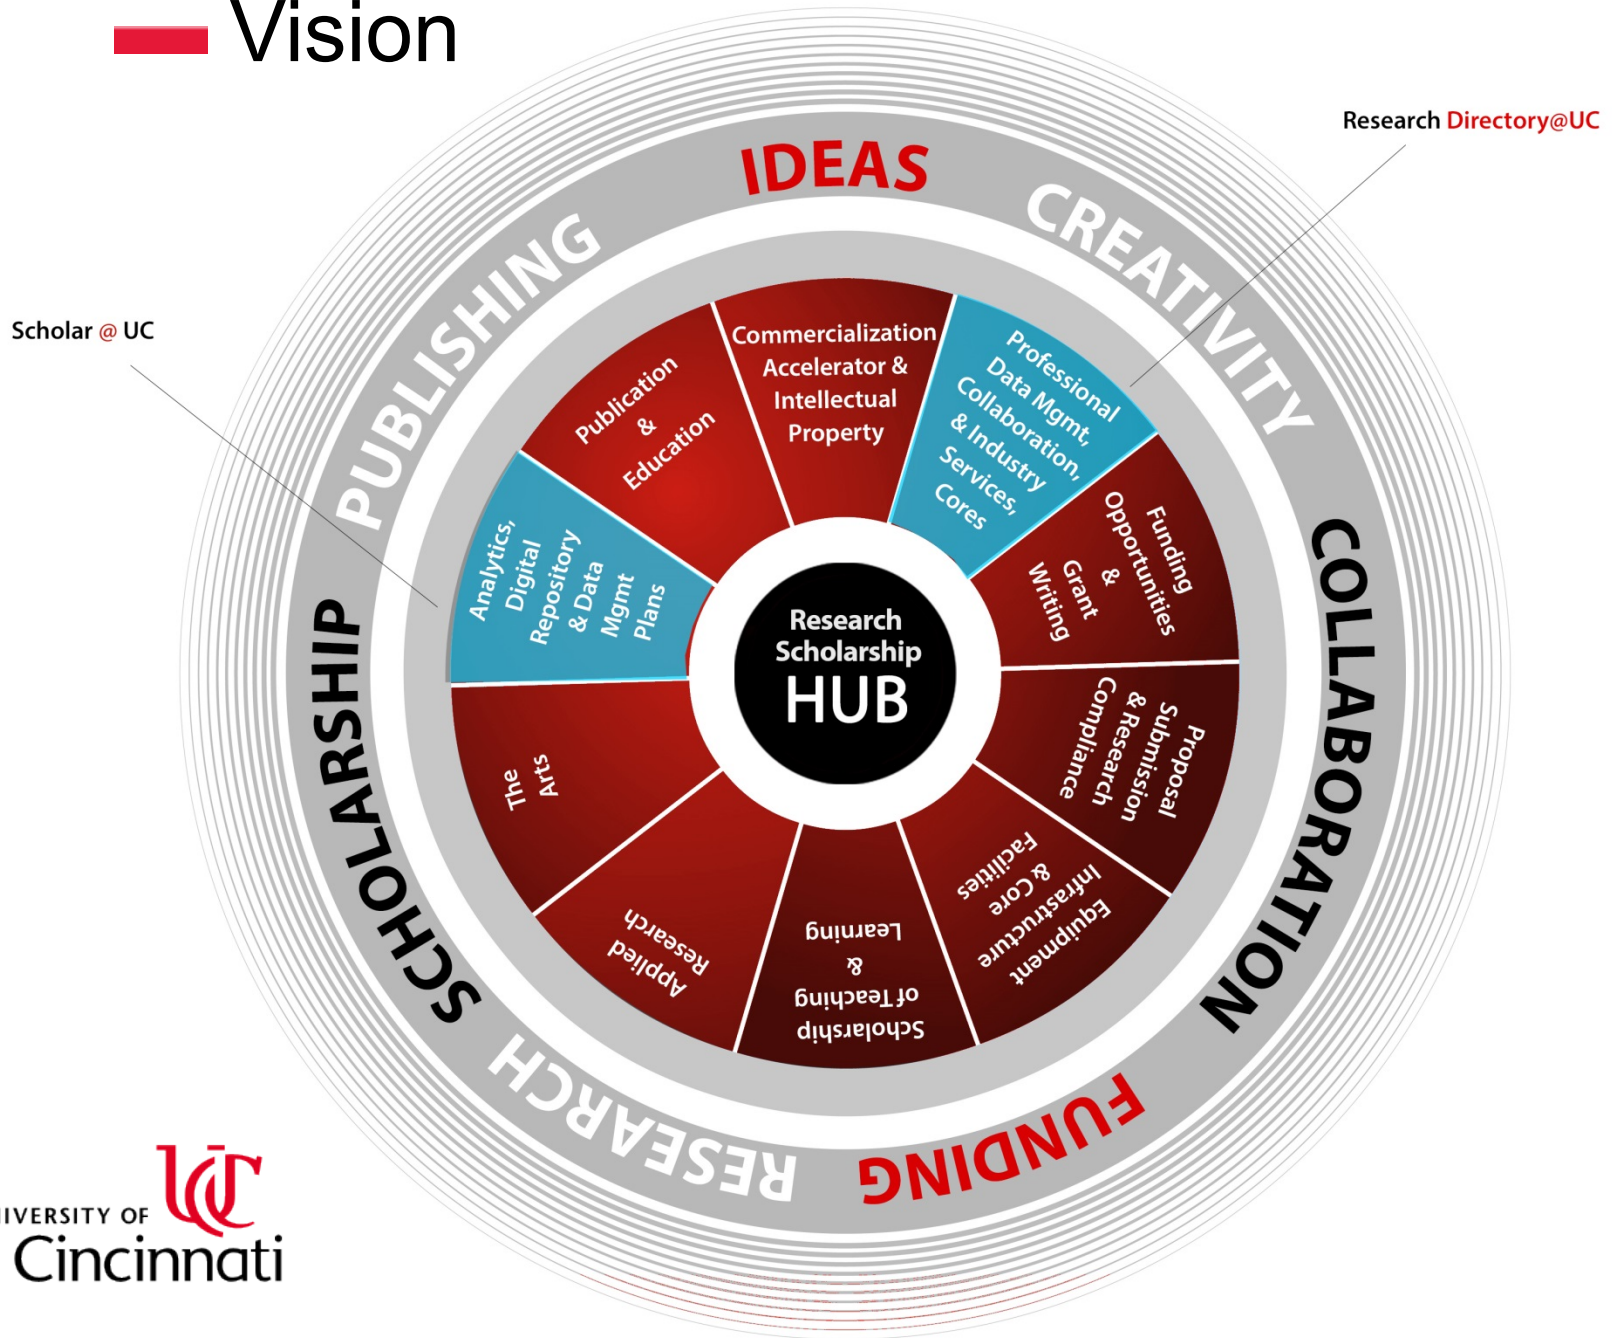 Vision
Research Directory@UC
Scholar @ UC
IDEAS
CREATIVITY
COLLABORATION
FUNDING
RESEARCH
SCHOLARSHIP
PUBLISHING
Commercialization
Accelerator &
Intellectual
Property
Professional
Data Mgmt,
Collaboration,
& Industry
Services,
Cores
Funding
Opportunities
&
Grant
Writing
Proposal
Submission
& Research
Compliance
Equipment
Infrastructure
& Core
Facilities
Scholarship
of Teaching
&
Learning
Applied
Research
The
Arts
Analytics,
Digital
Repository
& Data
Mgmt
Plans
Publication
&
Education
Research
Scholarship
HUB
UC
NIVERSITY OF
Cincinnati